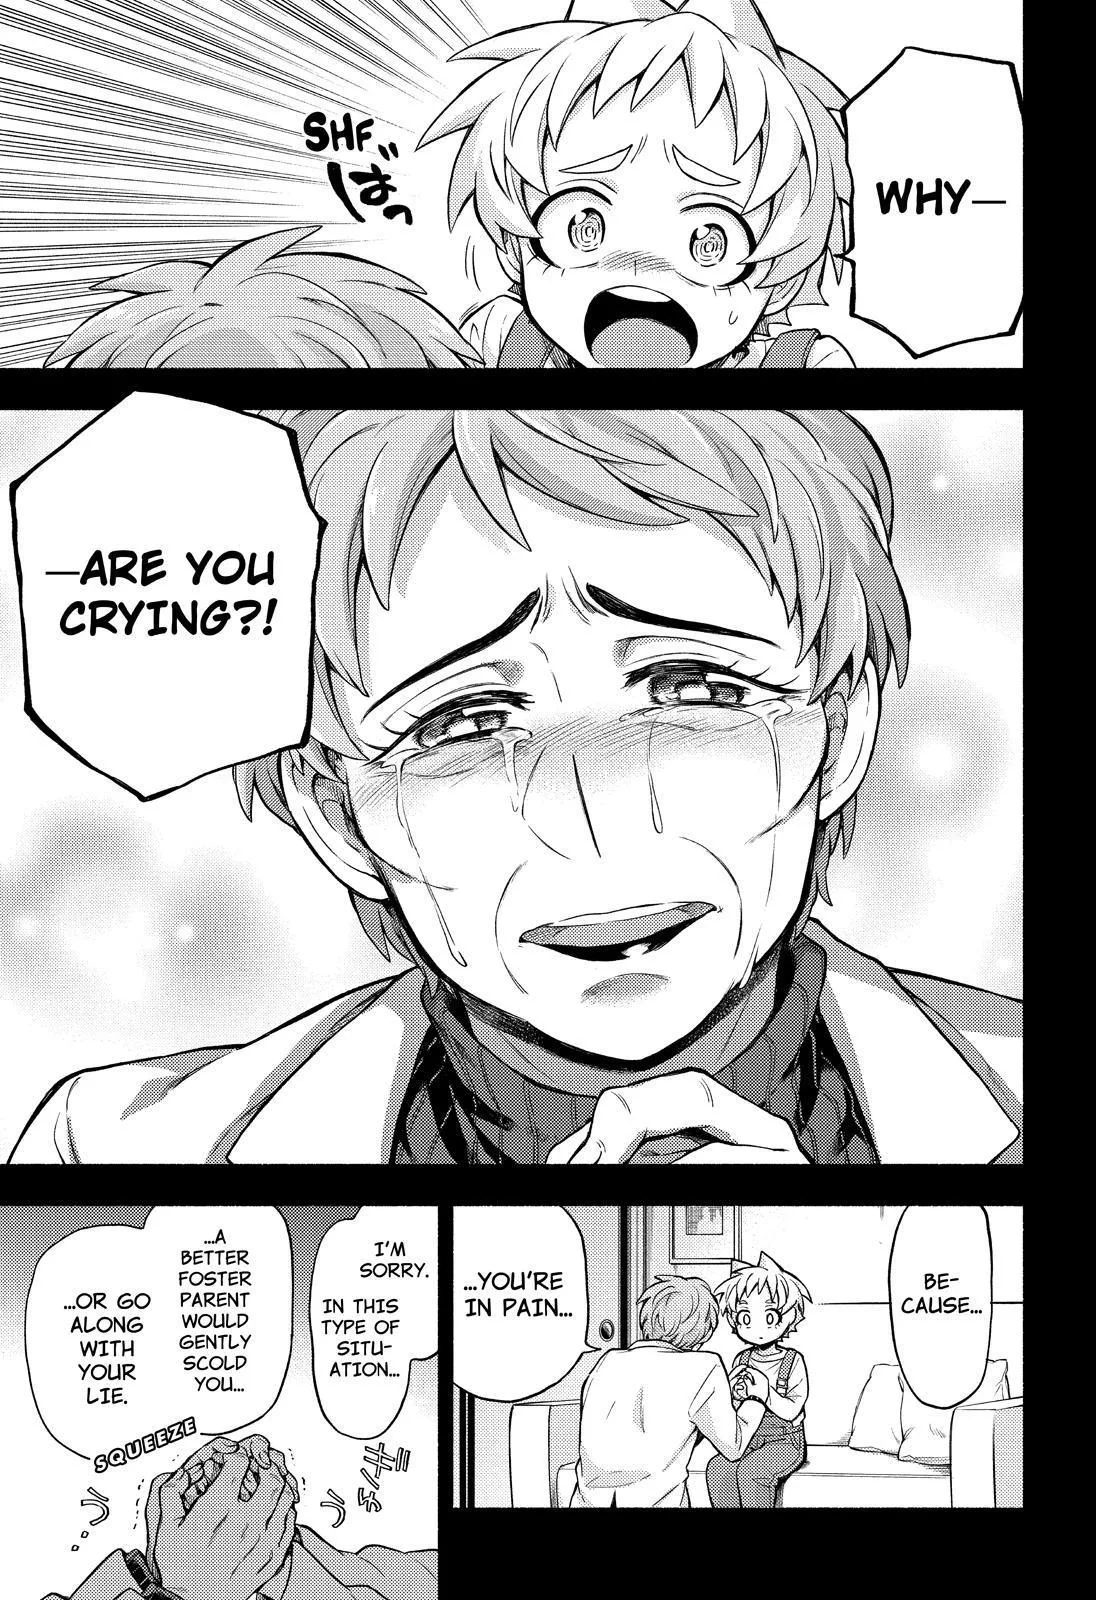 WHY—
SHF
ばっ
—ARE YOU
CRYING?!
BE-
CAUSE...
...YOU'RE
IN PAIN...
I'M
SORRY.
IN THIS
TYPE OF
SITU-
ATION...
...A
BETTER
FOSTER
PARENT
WOULD
GENTLY
SCOLD
YOU...
...OR GO
ALONG
WITH
YOUR
LIE.
SQUEEZE